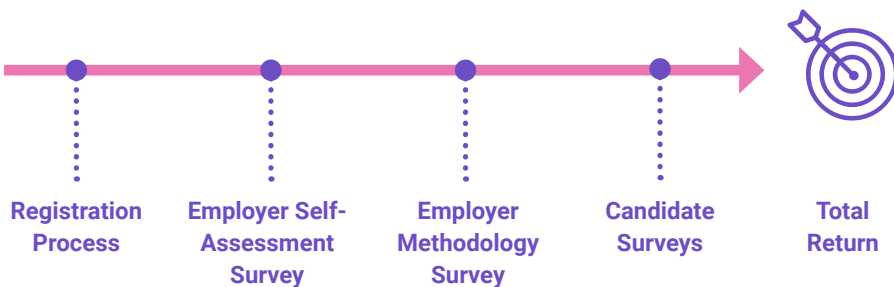 Registration
Process
Employer Self-
Assessment
Survey
Employer
Methodology
Survey
Candidate
Surveys
Total
Return